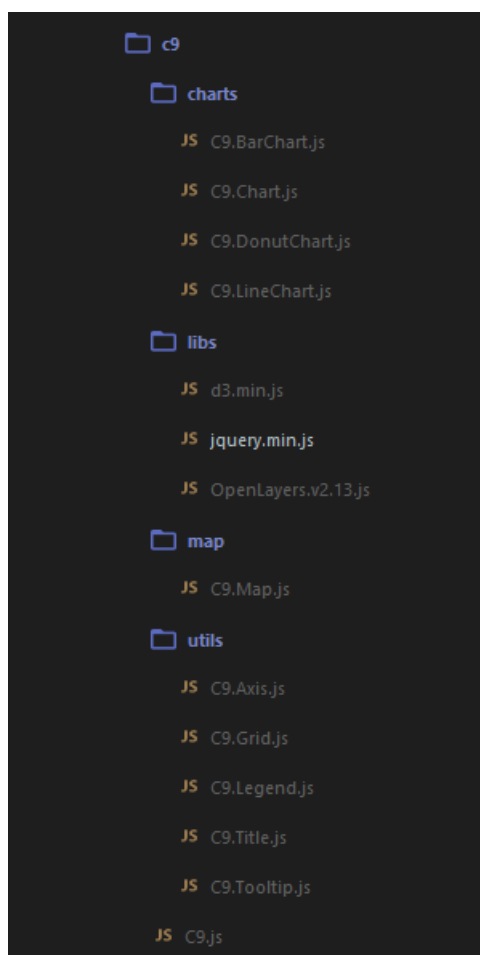 c9
charts
JS C9.BarChart.js
JS C9.Chart.js
JS C9.DonutChart.js
JS C9.LineChart.js
libs
JS d3.min.js
JS jquery.min.js
JS OpenLayers.v2.13.js
map
JS C9.Map.js
utils
JS C9.Axis.js
JS C9.Grid.js
JS C9.Legend.js
JS C9.Title.js
JS C9.Tooltip.js
JS C9.js